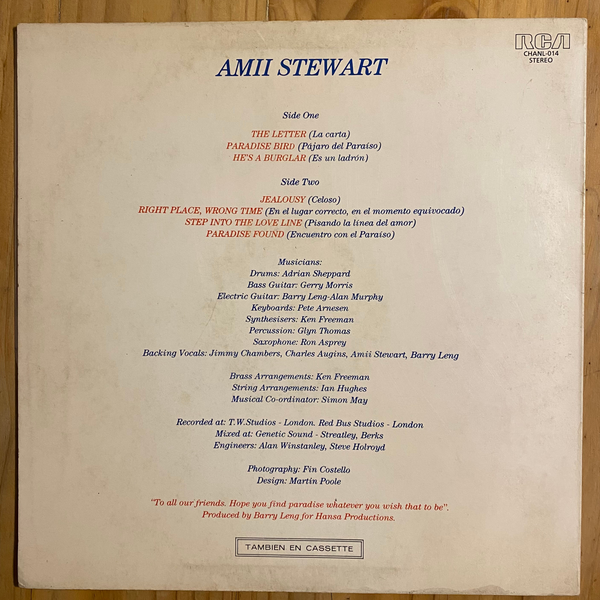 RCA
CHANL-014
STEREO
AMII STEWART
Side One
THE LETTER (La carta)
PARADISE BIRD (Pájaro del Paraíso)
HE'S A BURGLAR (Es un ladrón)
Side Two
JEALOUSY (Celoso)
RIGHT PLACE, WRONG TIME (En el lugar correcto, en el momento equivocado)
STEP INTO THE LOVE LINE (Pisando la línea del amor)
PARADISE FOUND (Encuentro con el Paraíso)
Musicians:
Drums: Adrian Sheppard
Bass Guitar: Gerry Morris
Electric Guitar: Barry Leng-Alan Murphy
Keyboards: Pete Arnesen
Synthesisers: Ken Freeman
Percussion: Glyn Thomas
Saxophone: Ron Asprey
Backing Vocals: Jimmy Chambers, Charles Augins, Amii Stewart, Barry Leng
Brass Arrangements: Ken Freeman
String Arrangements: Ian Hughes
Musical Co-ordinator: Simon May
Recorded at: T.W.Studios - London. Red Bus Studios - London
Mixed at: Genetic Sound - Streatley, Berks
Engineers: Alan Winstanley, Steve Holroyd
Photography: Fin Costello
Design: Martin Poole
"To all our friends. Hope you find paradise whatever you wish that to be".
Produced by Barry Leng for Hansa Productions.
TAMBIEN EN CASSETTE